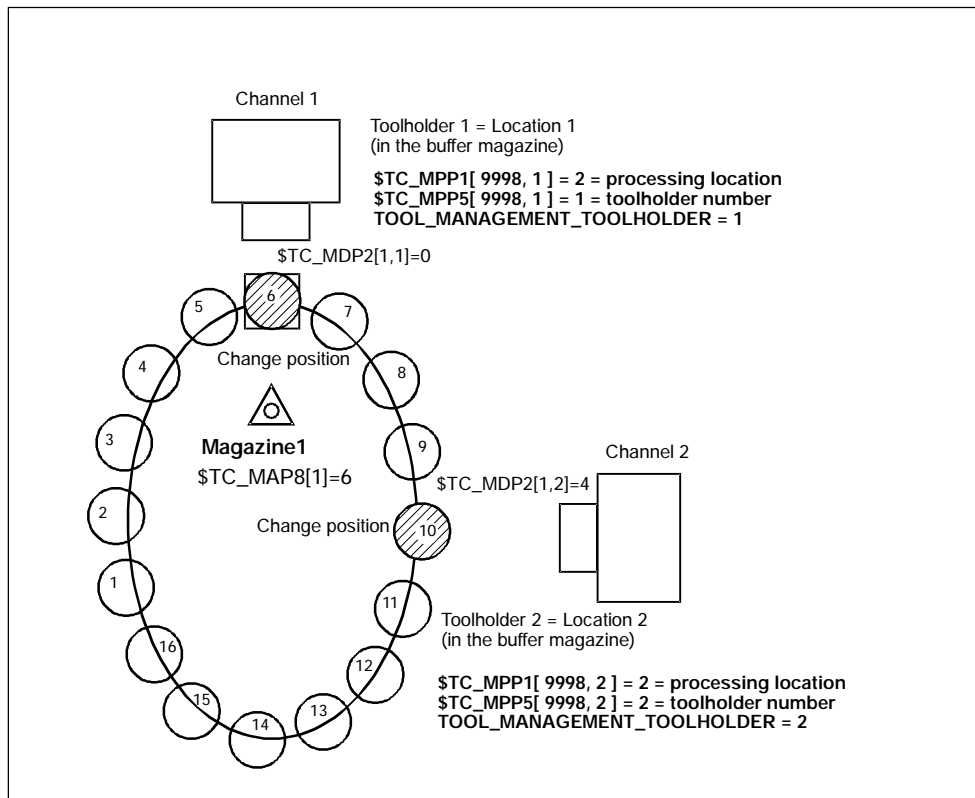 Channel 1
Toolholder 1 = Location 1
(in the buffer magazine)
$TC_MPP1[ 9998, 1 ] = 2 = processing location
$TC_MPP5[ 9998, 1 ] = 1 = toolholder number
TOOL_MANAGEMENT_TOOLHOLDER = 1
$TC_MDP2[1,1]=0
6
5
7
Change position
4
8
3
Magazine1
9
Channel 2
$TC_MAP8[1]=6
$TC_MDP2[1,2]=4
2
Change position
10
1
11
Toolholder 2 = Location 2
(in the buffer magazine)
16
12
$TC_MPP1[ 9998, 2 ] = 2 = processing location
15
13
$TC_MPP5[ 9998, 2 ] = 2 = toolholder number
14
TOOL_MANAGEMENT_TOOLHOLDER = 2